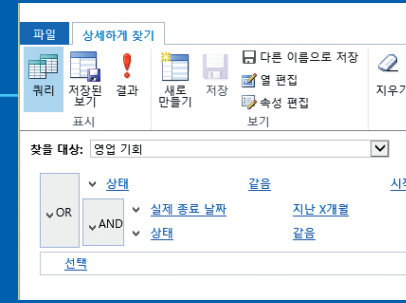 파일 상세하게 찾기
쿼리 저장된 보기 결과 새로 만들기 저장 다른 이름으로 저장
열 편집
속성 편집
지우기
표시 보기
찾을 대상: 영업 기회
상태 같음
OR AND 실제 종료 날짜 지난 X개월
상태 같음
선택